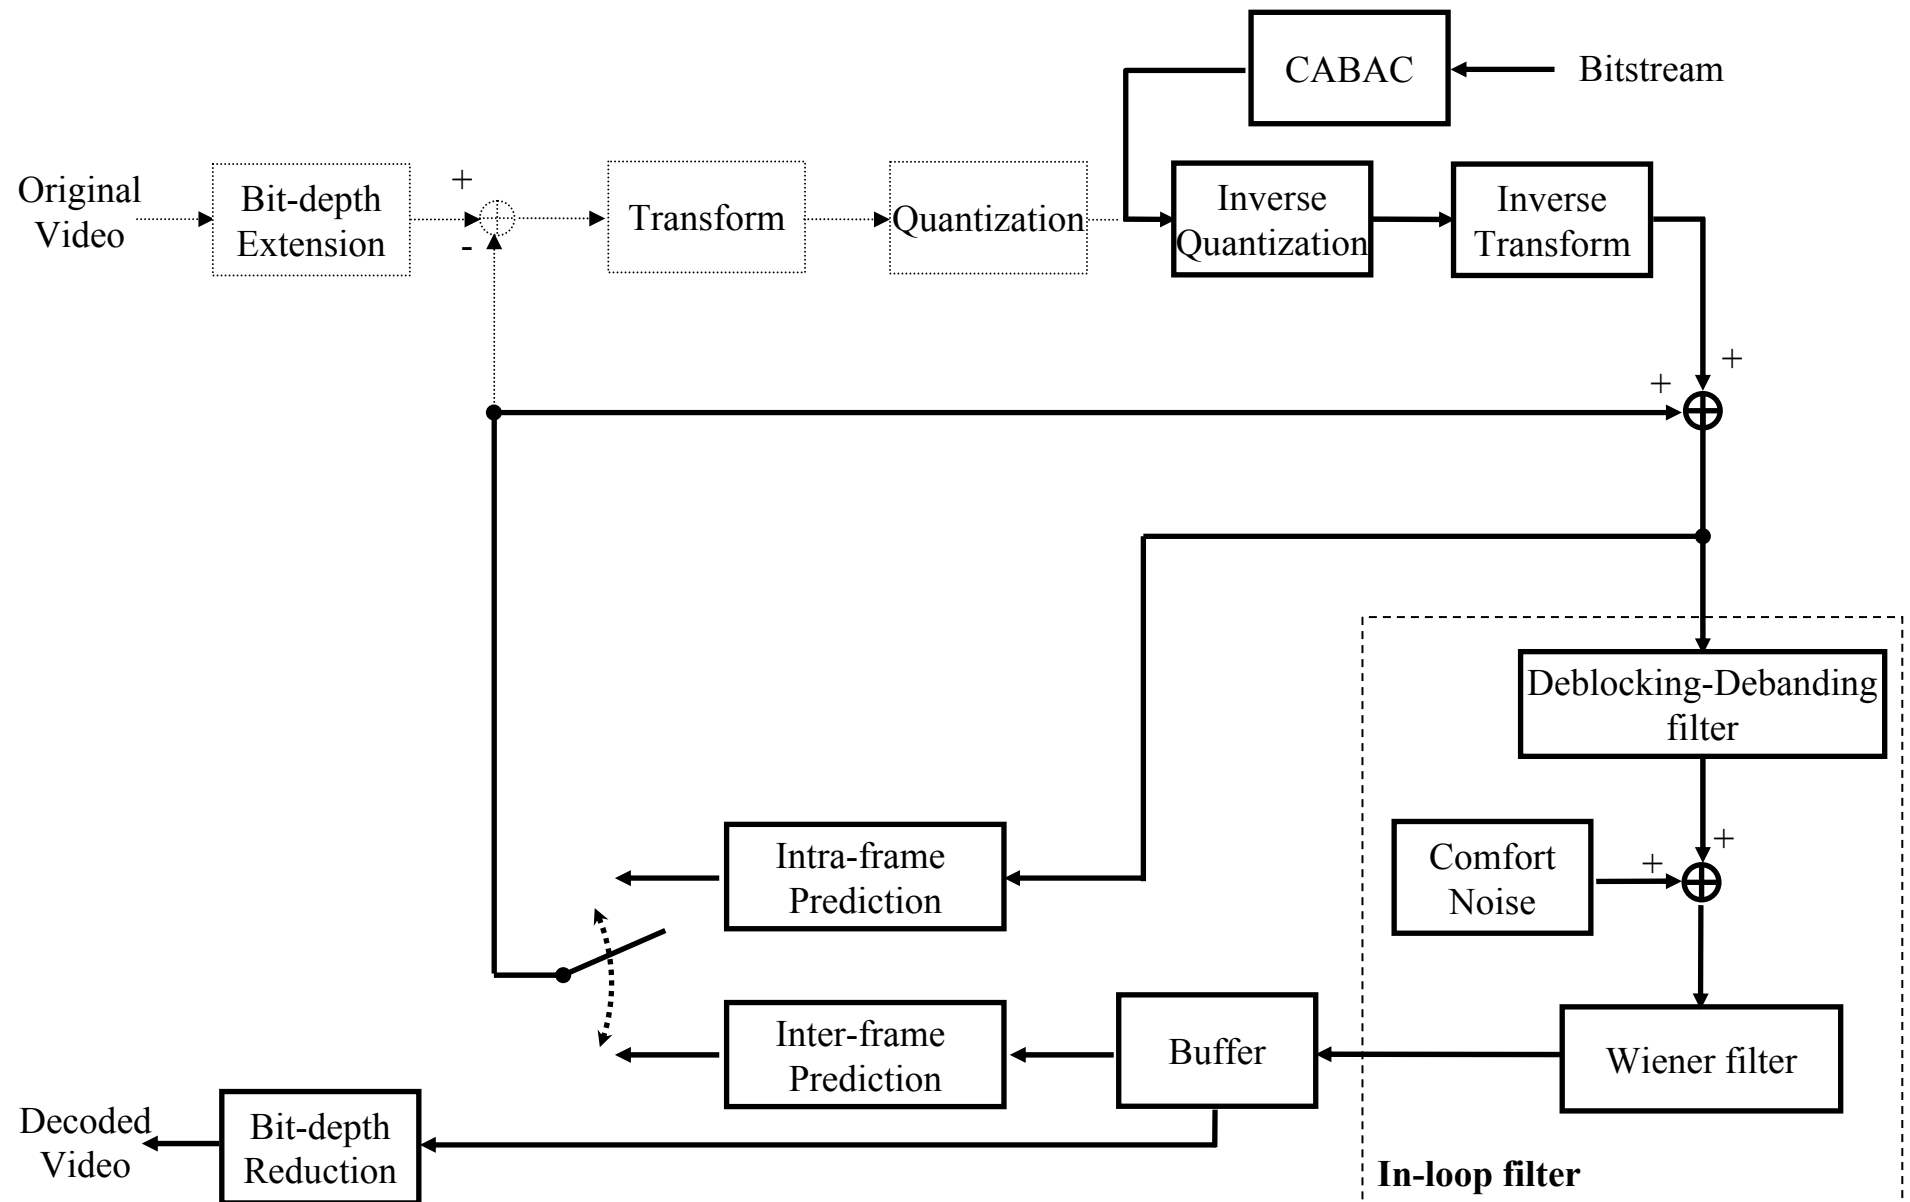 CABAC
Bitstream
Original
Video
Bit-depth
Extension
+
-
Transform
Quantization
Inverse
Quantization
Inverse
Transform
+
+
Deblocking-Debanding
filter
Intra-frame
Prediction
Comfort
Noise
+
+
Inter-frame
Prediction
Buffer
Wiener filter
Decoded
Video
Bit-depth
Reduction
In-loop filter